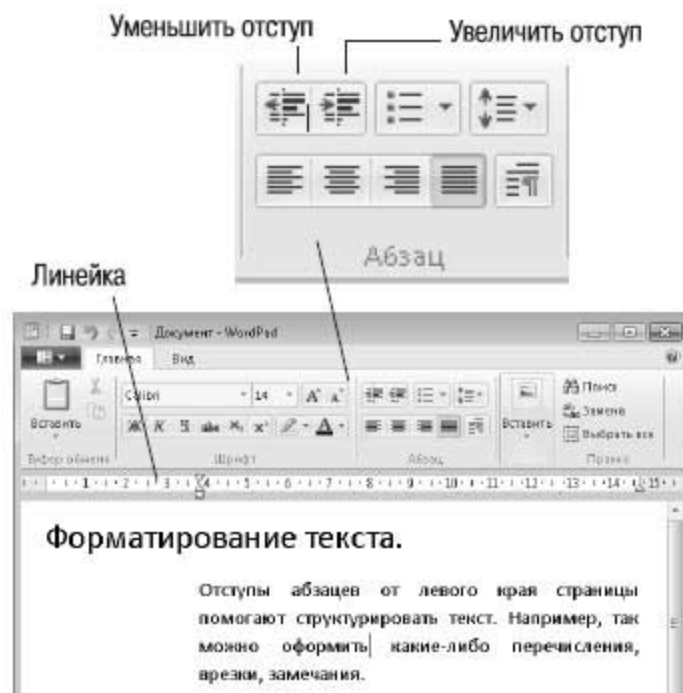 Уменьшить отступ
Увеличить отступ
Абзац
Линейка
Документ - WordPad
Главная Вид
Calibri 14
Вставить
Ж К Ч abc X₂ x² A
Вставить
Поиск
Замена
Выбрать все
Буфер обмена Шрифт Абзац Правка
1 2 3 4 5 6 7 8 9 10 11 12 13 14 15
Форматирование текста.
Отступы абзацев от левого края страницы
помогают структурировать текст. Например, так
можно оформить какие-либо перечисления,
врезки, замечания.